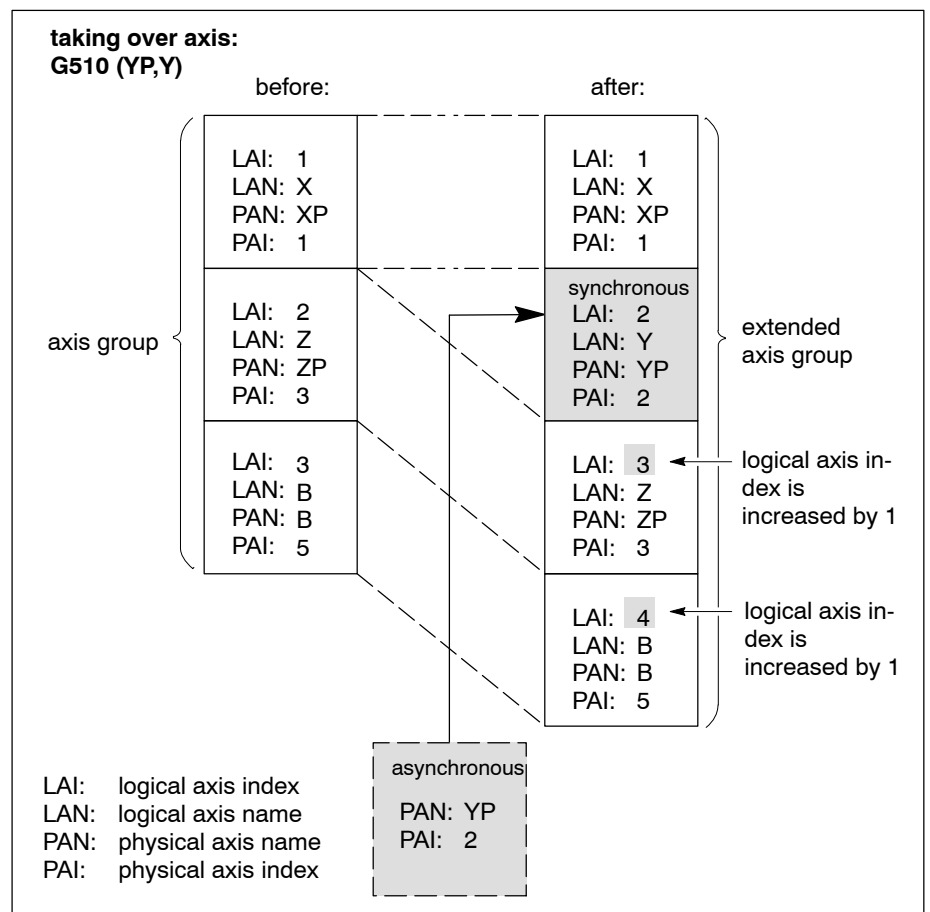 taking over axis:
G510 (YP,Y)
before:
after:
axis group
LAI: 1
LAN: X
PAN: XP
PAI: 1
LAI: 2
LAN: Z
PAN: ZP
PAI: 3
LAI: 3
LAN: B
PAN: B
PAI: 5
LAI: 1
LAN: X
PAN: XP
PAI: 1
synchronous
LAI: 2
LAN: Y
PAN: YP
PAI: 2
LAI: 3
LAN: Z
PAN: ZP
PAI: 3
LAI: 4
LAN: B
PAN: B
PAI: 5
extended
axis group
logical axis in-
dex is
increased by 1
logical axis in-
dex is
increased by 1
asynchronous
PAN: YP
PAI: 2
LAI: logical axis index
LAN: logical axis name
PAN: physical axis name
PAI: physical axis index